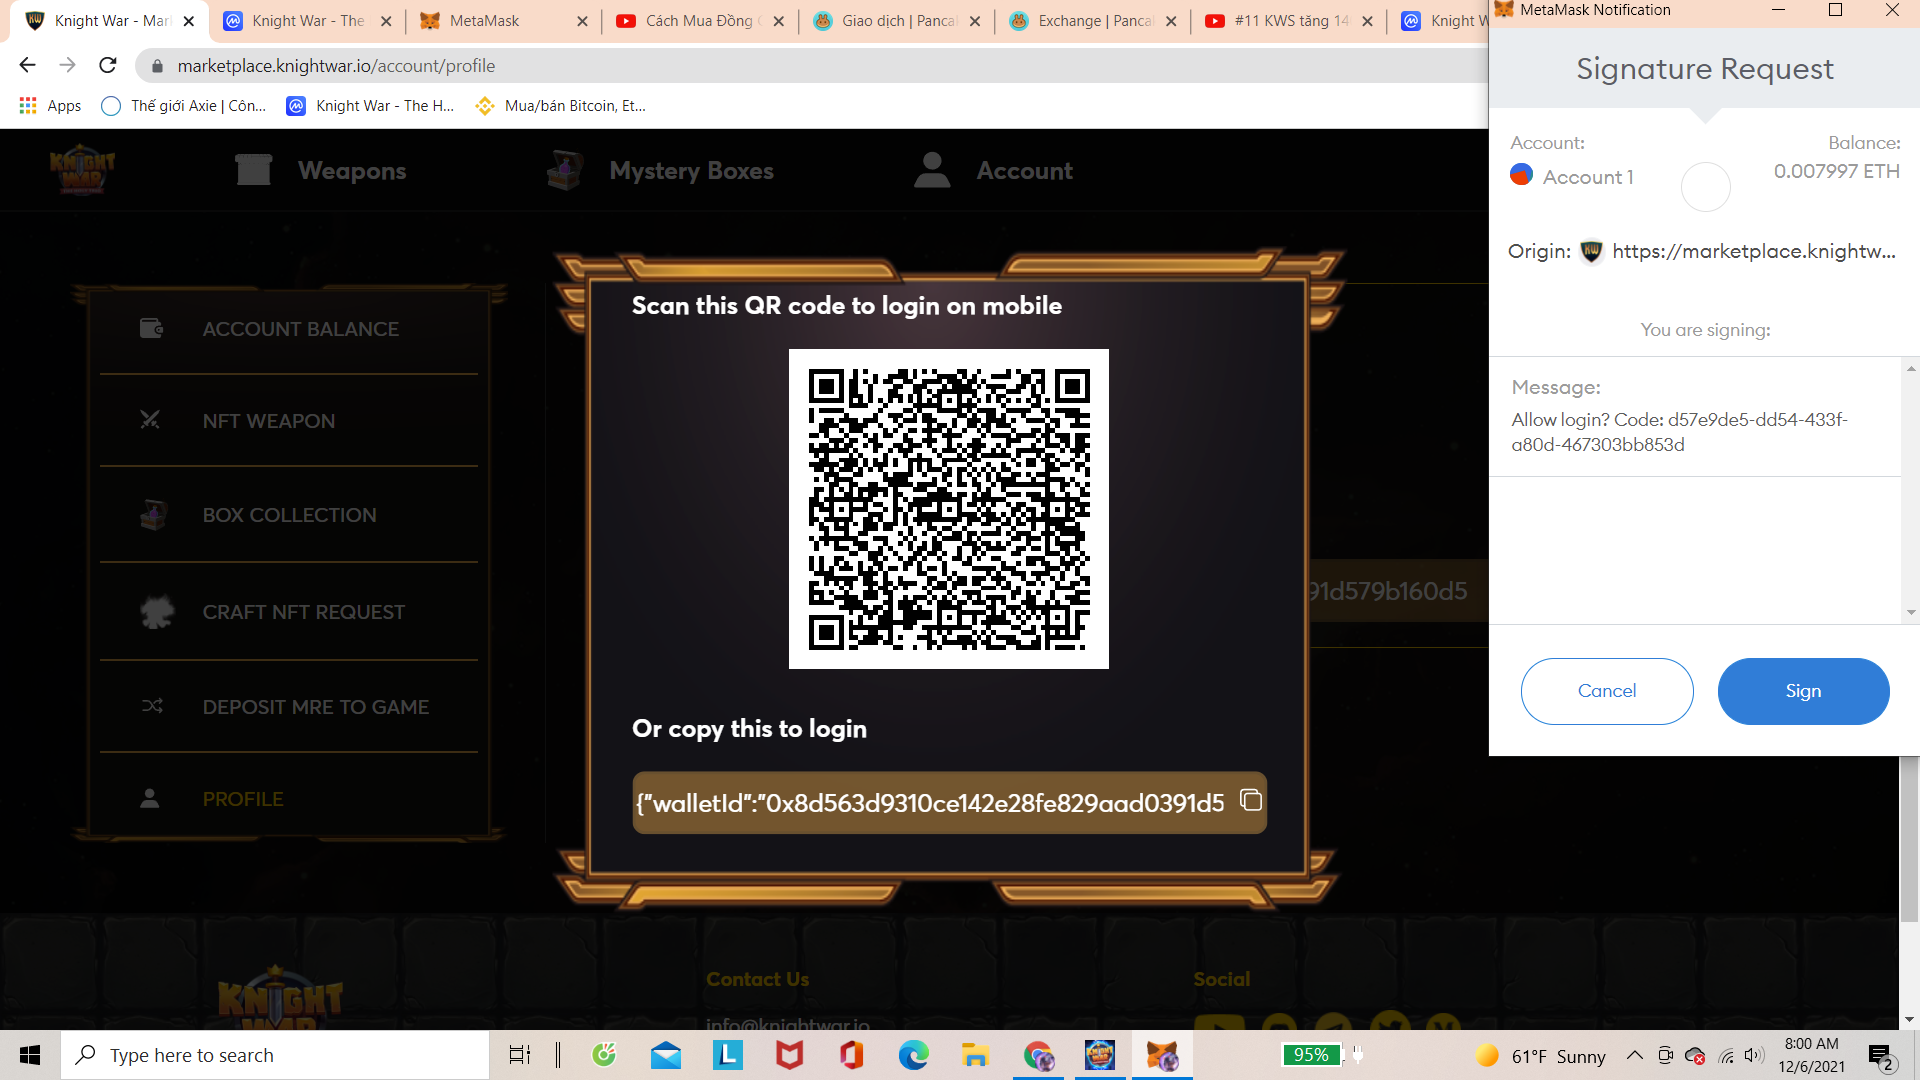 Knight War - Mar
Knight War - The
MetaMask
Cách Mua Đồng
Giao dịch | Panca
Exchange | Panca
#11 KWS tăng 14
Knight W
marketplace.knightwar.io/account/profile
Apps
Thế giới Axie | Côn...
Knight War - The H...
Mua/bán Bitcoin, Et...
KNIGHT
WAR
Weapons
Mystery Boxes
Account
ACCOUNT BALANCE
NFT WEAPON
BOX COLLECTION
CRAFT NFT REQUEST
DEPOSIT MRE TO GAME
PROFILE
Scan this QR code to login on mobile
Or copy this to login
{"walletId":"0x8d563d9310ce142e28fe829aad0391d5
91d579b160d5
MetaMask Notification
Signature Request
Account:
Balance:
Account 1
0.007997 ETH
Origin:
KW
https://marketplace.knightw...
You are signing:
Message:
Allow login? Code: d57e9de5-dd54-433f-
a80d-467303bb853d
Cancel
Sign
KNIGHT
WAR
Contact Us
info@knightwar.io
Social
Type here to search
L
95%
61°F Sunny
8:00 AM
12/6/2021
2